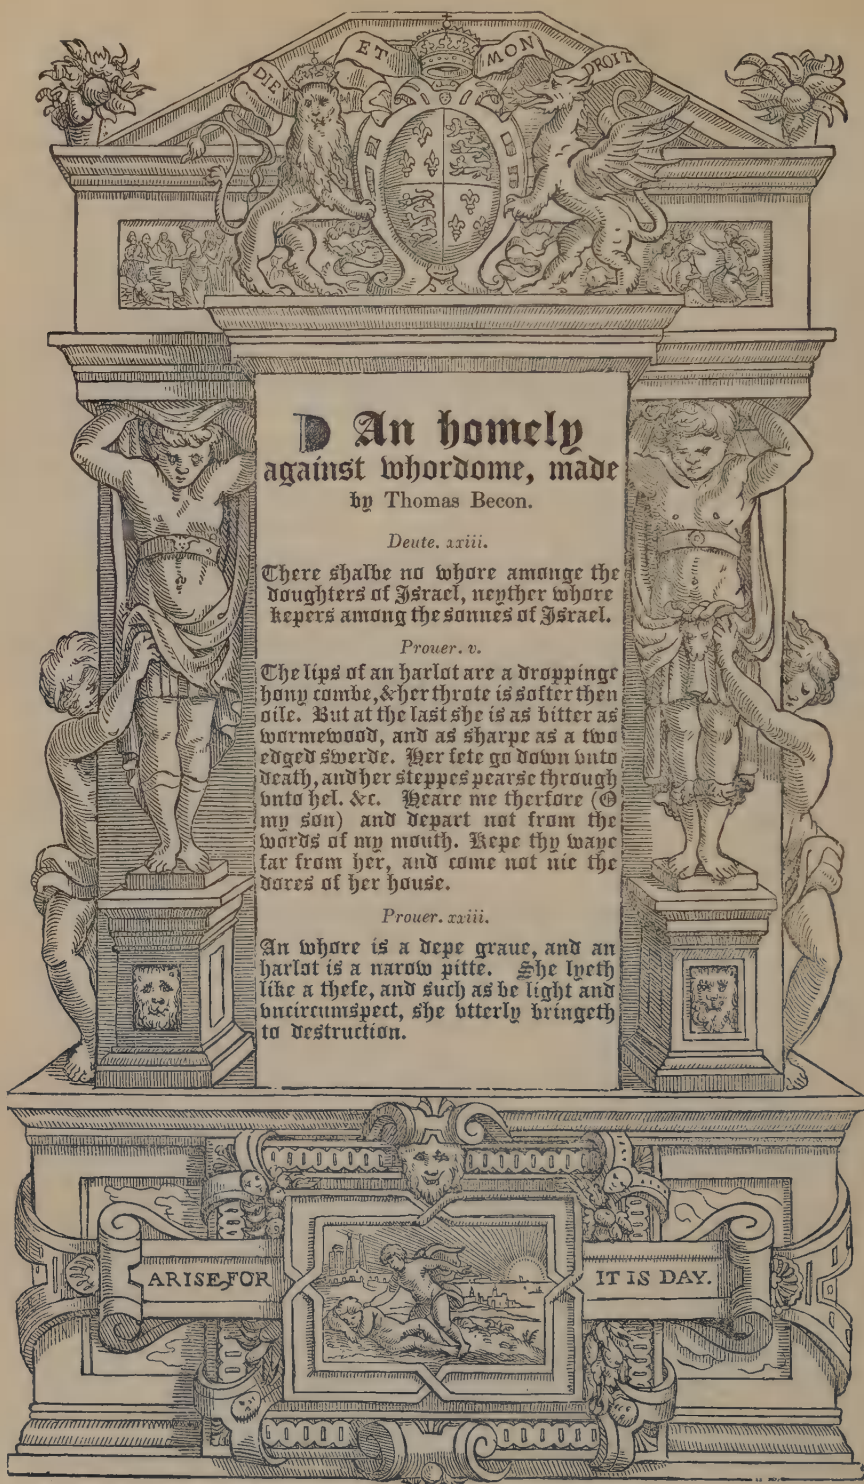 DIEV ET MON DROIT
❧ An homely
against whordome, made
by Thomas Becon.
Deute. xxiii.
There shalbe no whore amonge the
doughters of Israel, neyther whore
kepers among the sonnes of Israel.
Prouer. v.
The lips of an harlot are a droppinge
hony combe, & her throte is softer then
oile. But at the last she is as bitter as
wormewood, and as sharpe as a two
edged swerde. Her fete go down vnto
death, and her steppes pearse through
vnto hel. &c. Heare me therfore (O
my son) and depart not from the
words of my mouth. Kepe thy waye
far from her, and come not nie the
dores of her house.
Prouer. xxiii.
An whore is a depe graue, and an
harlot is a narow pitte. She lyeth
like a thefe, and such as be light and
vncircumspect, she vtterly bringeth
to destruction.
ARISE, FOR IT IS DAY.